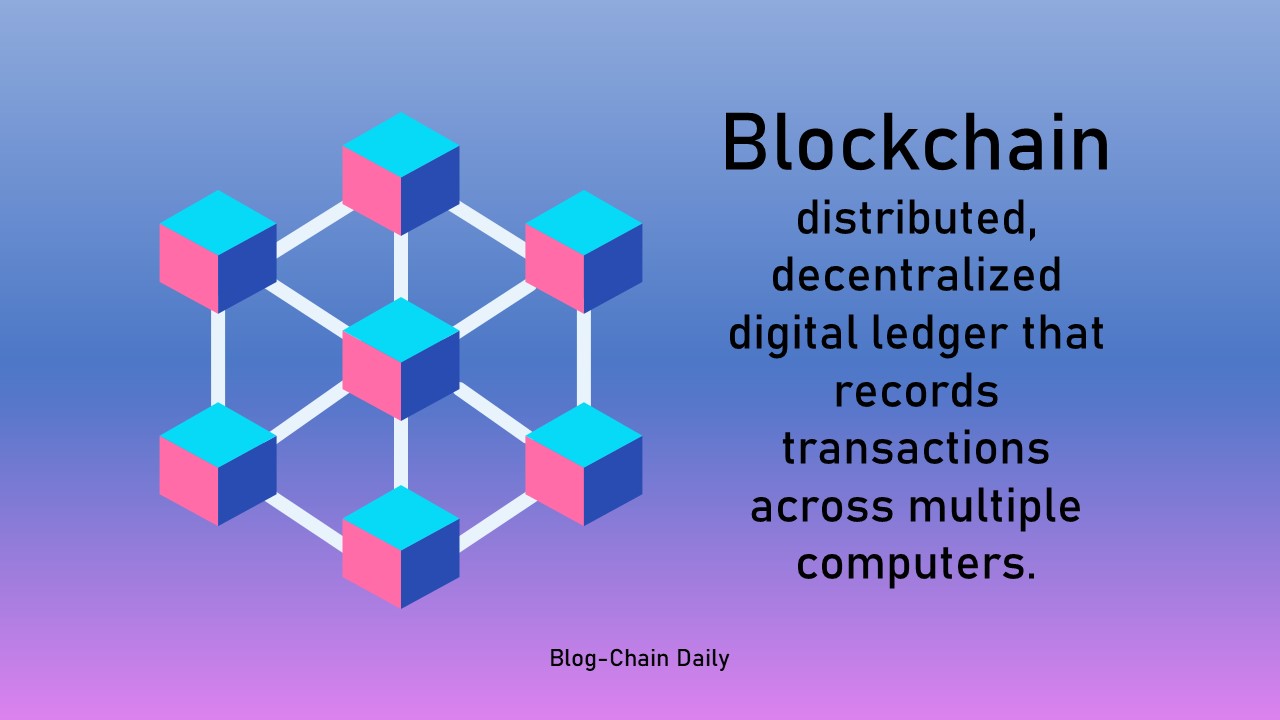 Blockchain
distributed,
decentralized
digital ledger that
records
transactions
across multiple
computers.
Blog-Chain Daily